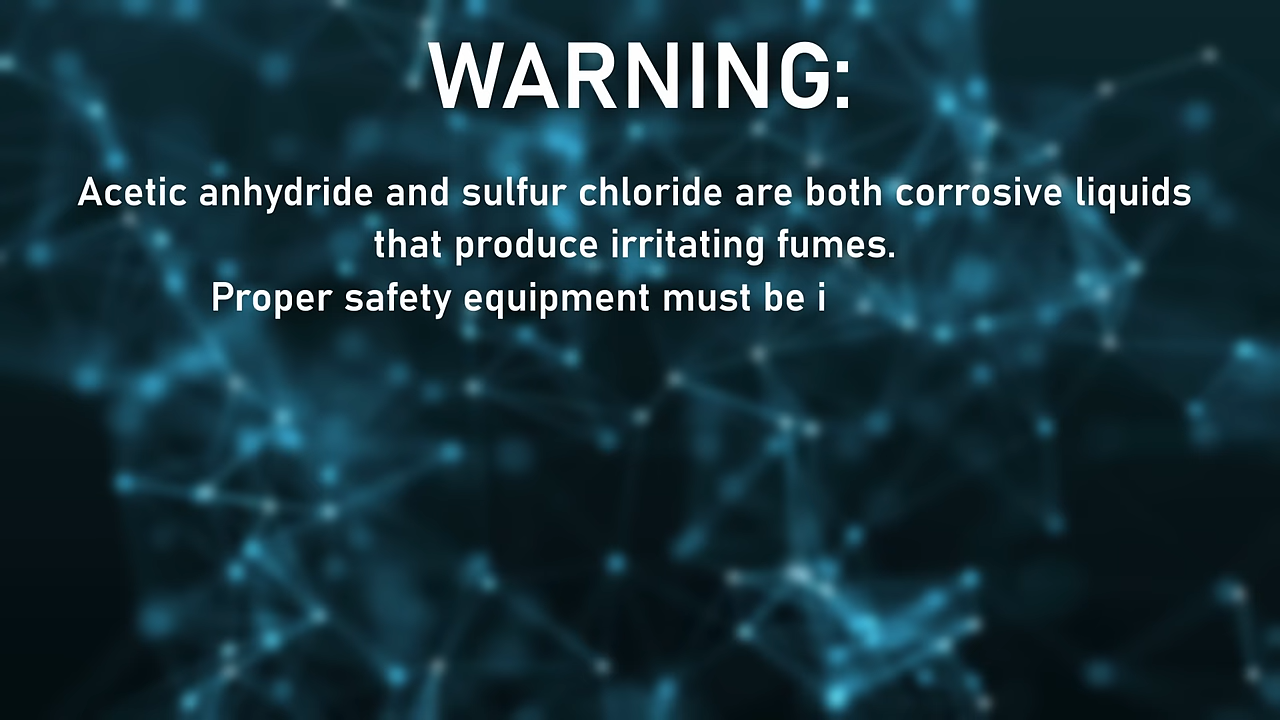 WARNING:
Acetic anhydride and sulfur chloride are both corrosive liquids
that produce irritating fumes.
Proper safety equipment must be i